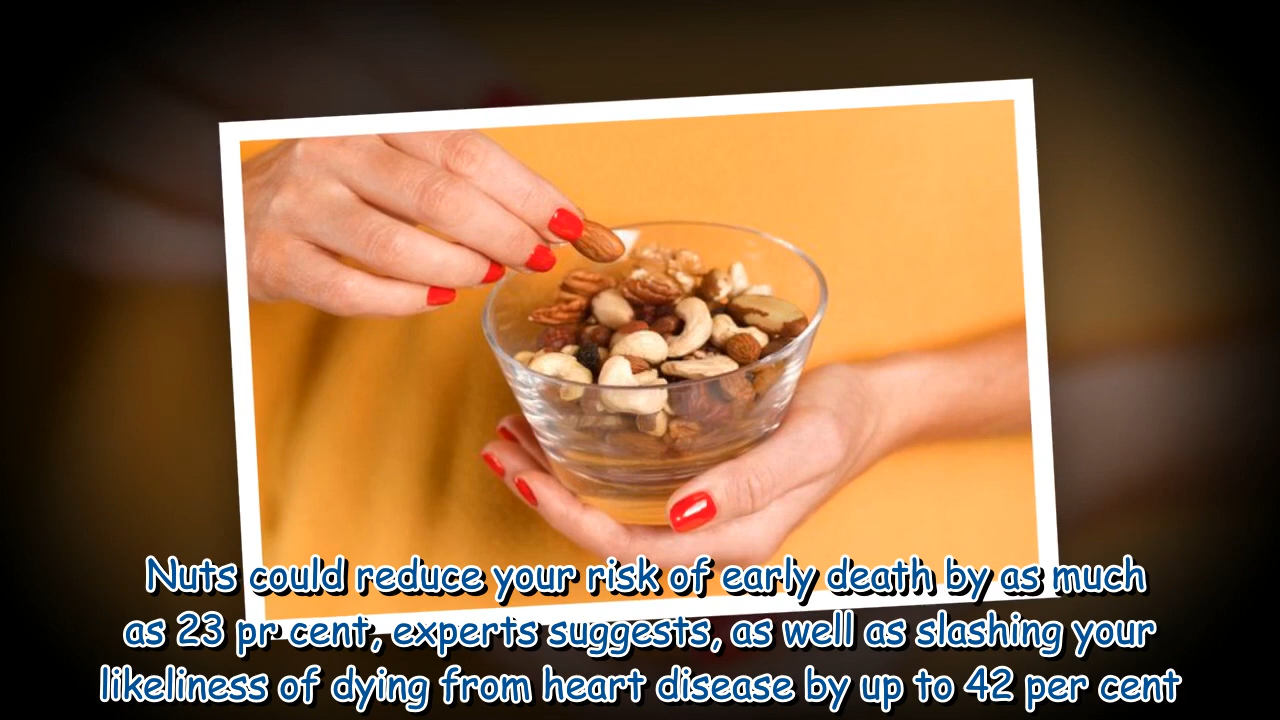 Nuts could reduce your risk of early death by as much
as 23 pr cent, experts suggests, as well as slashing your
likeliness of dying from heart disease by up to 42 per cent